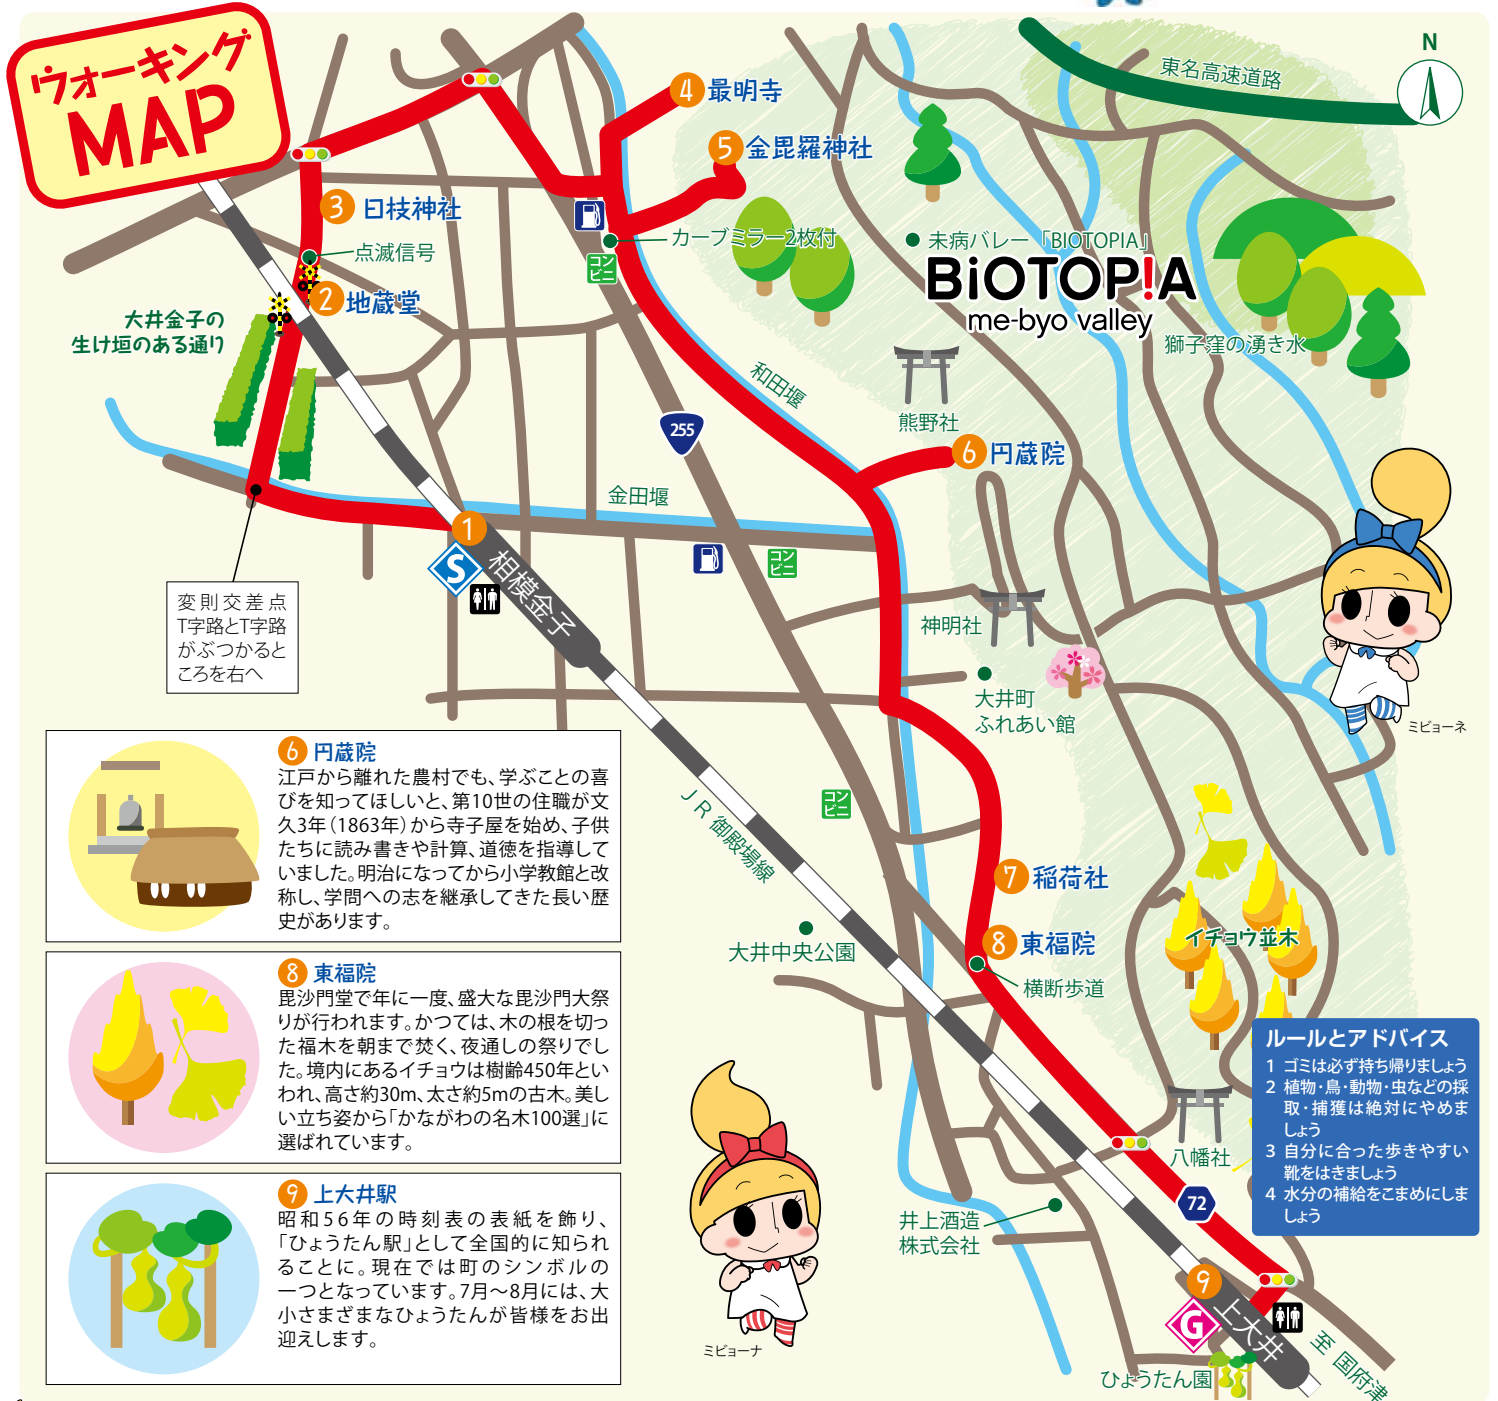 ウォーキング
MAP
N
東名高速道路
4 最明寺
5 金毘羅神社
3 日枝神社
点滅信号
2 地蔵堂
大井金子の
生け垣のある通り
カーブミラー2枚付
コン
ビニ
未病バレー「BIOTOPIA」
BiOTOP!A
me-byo valley
獅子窪の湧き水
和田堰
熊野社
255
6 円蔵院
金田堰
1
S
相模金子
コン
ビニ
変則交差点
T字路とT字路
がぶつかると
ころを右へ
神明社
大井町
ふれあい館
ミビョーネ
コン
ビニ
JR御殿場線
7 稲荷社
大井中央公園
8 東福院
横断歩道
イチョウ並木
八幡社
72
井上酒造
株式会社
9
G
上大井
至 国府津
ひょうたん園
ミビョーナ
6 円蔵院
江戸から離れた農村でも、学ぶことの喜
びを知ってほしいと、第10世の住職が文
久3年(1863年)から寺子屋を始め、子供
たちに読み書きや計算、道徳を指導して
いました。明治になってから小学教館と改
称し、学問への志を継承してきた長い歴
史があります。
8 東福院
毘沙門堂で年に一度、盛大な毘沙門大祭
りが行われます。かつては、木の根を切っ
た福木を朝まで焚く、夜通しの祭りでし
た。境内にあるイチョウは樹齢450年とい
われ、高さ約30m、太さ約5mの古木。美し
い立ち姿から「かながわの名木100選」に
選ばれています。
9 上大井駅
昭和56年の時刻表の表紙を飾り、
「ひょうたん駅」として全国的に知られ
ることに。現在では町のシンボルの
一つとなっています。7月〜8月には、大
小さまざまなひょうたんが皆様をお出
迎えします。
ルールとアドバイス
1 ゴミは必ず持ち帰りましょう
2 植物・鳥・動物・虫などの採
取・捕獲は絶対にやめま
しょう
3 自分に合った歩きやすい
靴をはきましょう
4 水分の補給をこまめにしま
しょう